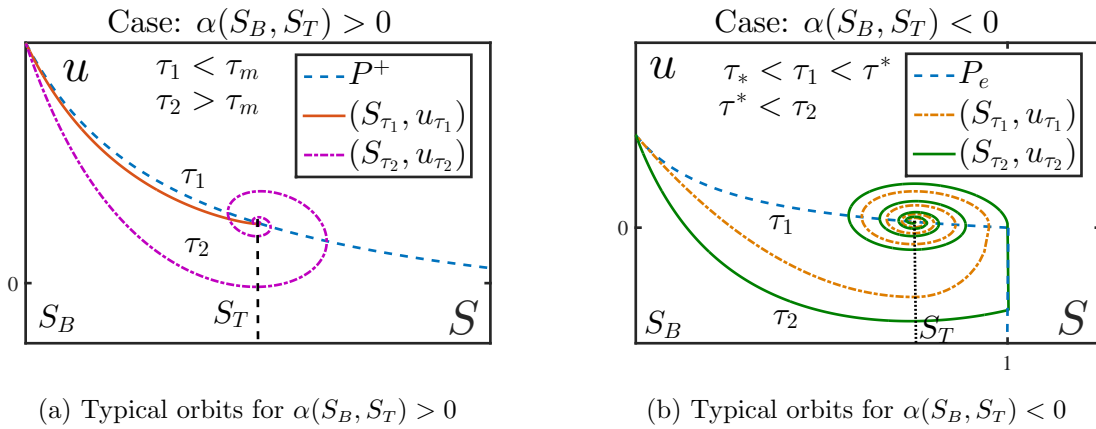 Case: α(S_B, S_T) > 0
u
τ_1 < τ_m
τ_2 > τ_m
P^+
(S_{τ_1}, u_{τ_1})
(S_{τ_2}, u_{τ_2})
τ_1
τ_2
0
S_B
S_T
S
(a) Typical orbits for α(S_B, S_T) > 0
Case: α(S_B, S_T) < 0
u
τ_* < τ_1 < τ^*
τ^* < τ_2
P_e
(S_{τ_1}, u_{τ_1})
(S_{τ_2}, u_{τ_2})
τ_1
0
τ_2
S_B
S_T
S
1
(b) Typical orbits for α(S_B, S_T) < 0